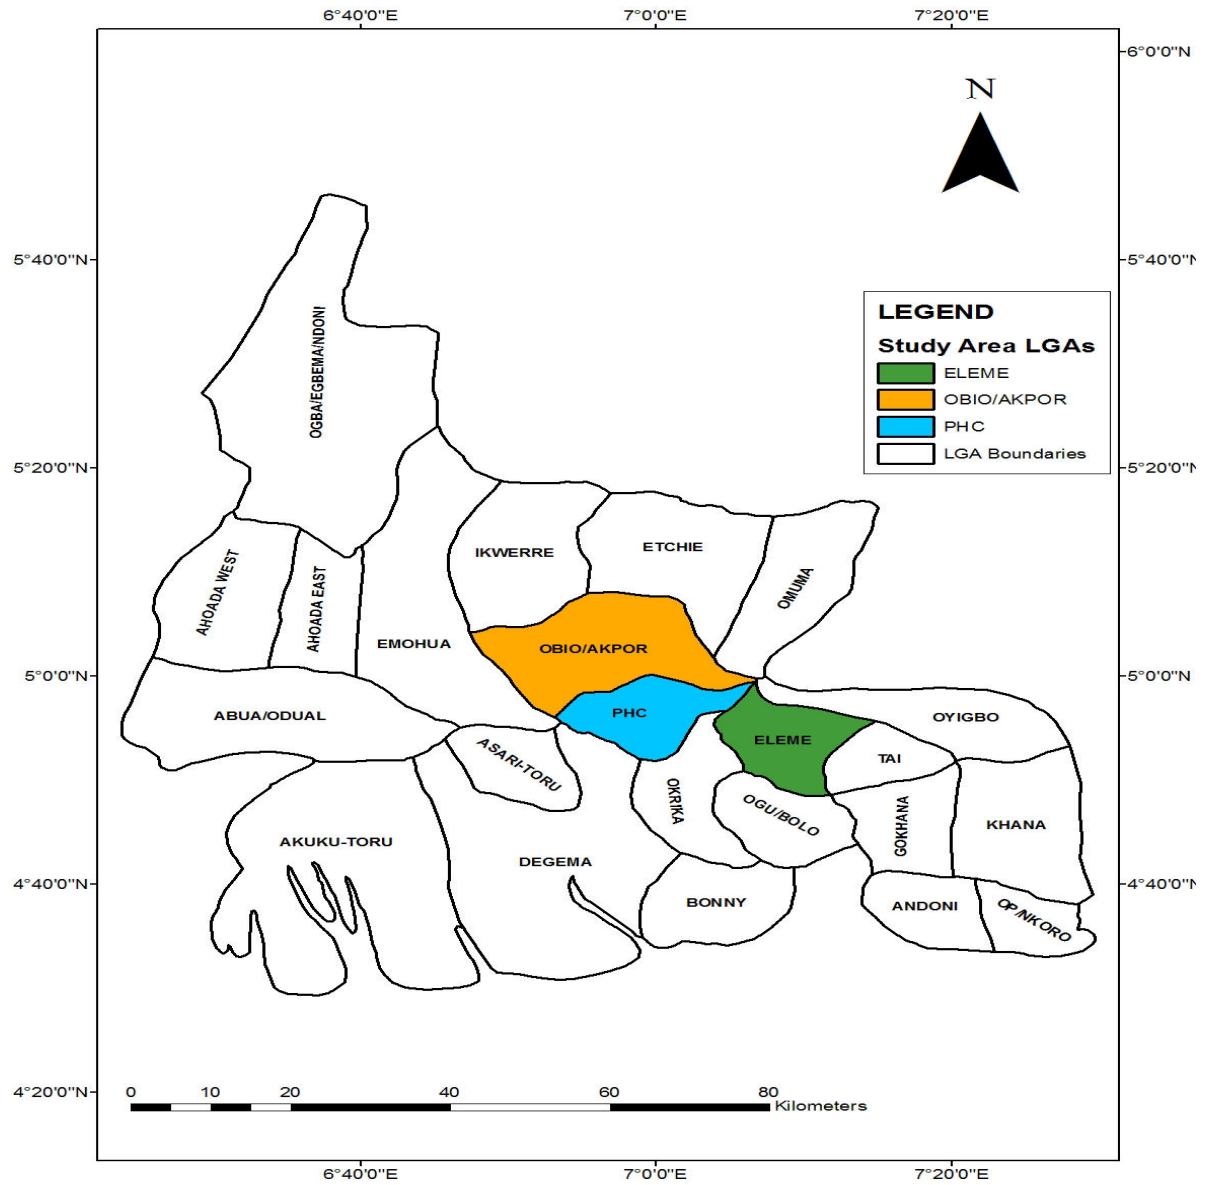 6°40'0"E 7°0'0"E 7°20'0"E
6°0'0"N
N
5°40'0"N 5°40'0"N
LEGEND
Study Area LGAs
ELEME
OBIO/AKPOR
PHC
LGA Boundaries
OGBA/EGBEMA/NDONI
5°20'0"N 5°20'0"N
IKWERRE
ETCHIE
OMUMA
AHOADA WEST
AHOADA EAST
EMOHUA
OBIO/AKPOR
5°0'0"N 5°0'0"N
ABUA/ODUAL
PHC
OYIGBO
ELEME
ASARI-TORU
TAI
OKRIKA
OGU/BOLO
GOKHANA
KHANA
AKUKU-TORU
DEGEMA
4°40'0"N 4°40'0"N
BONNY
ANDONI
OP/NKORO
4°20'0"N 4°20'0"N
0 10 20 40 60 80
Kilometers
6°40'0"E 7°0'0"E 7°20'0"E